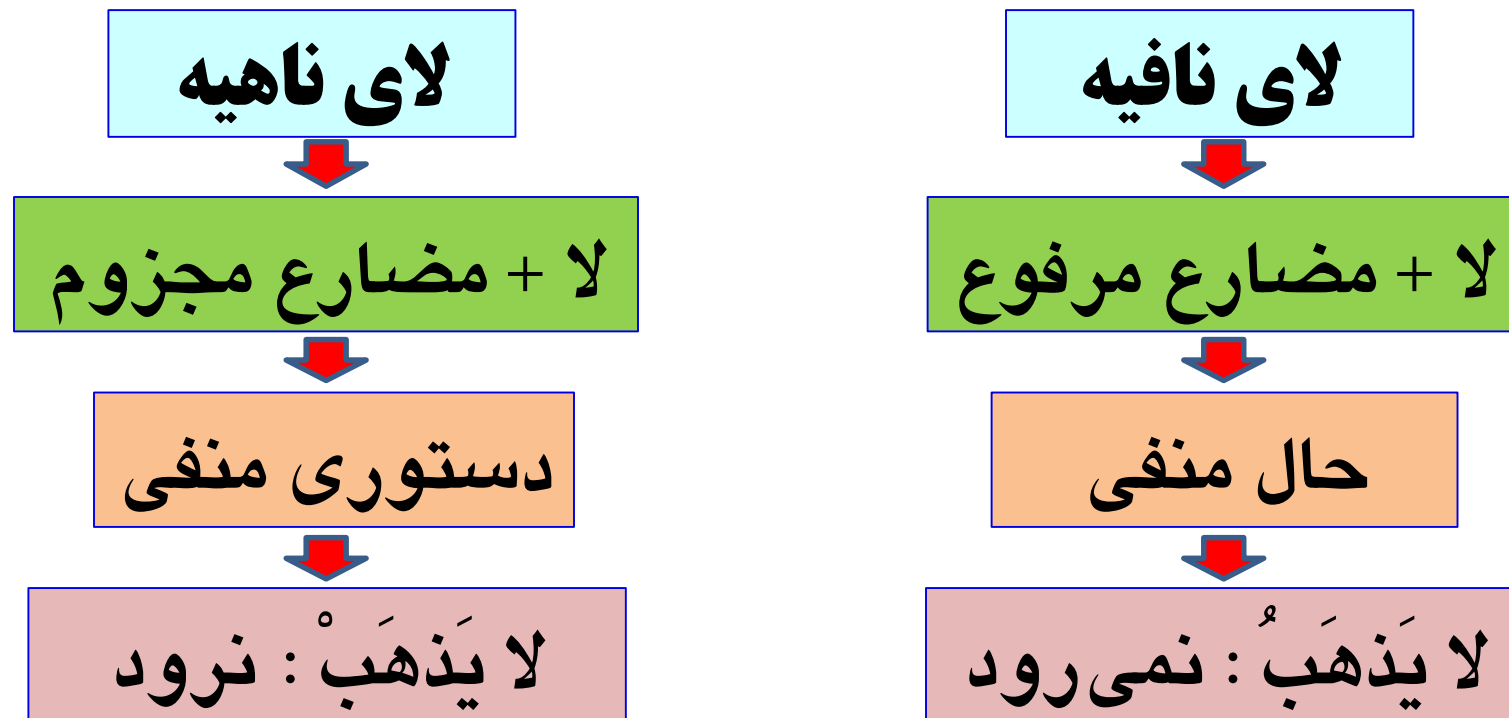 لای نافیه
لا + مضارع مرفوع
حال منفی
لا یَذهَبُ : نمی‌رود
لای ناهیه
لا + مضارع مجزوم
دستوری منفی
لا یَذهَبْ : نرود